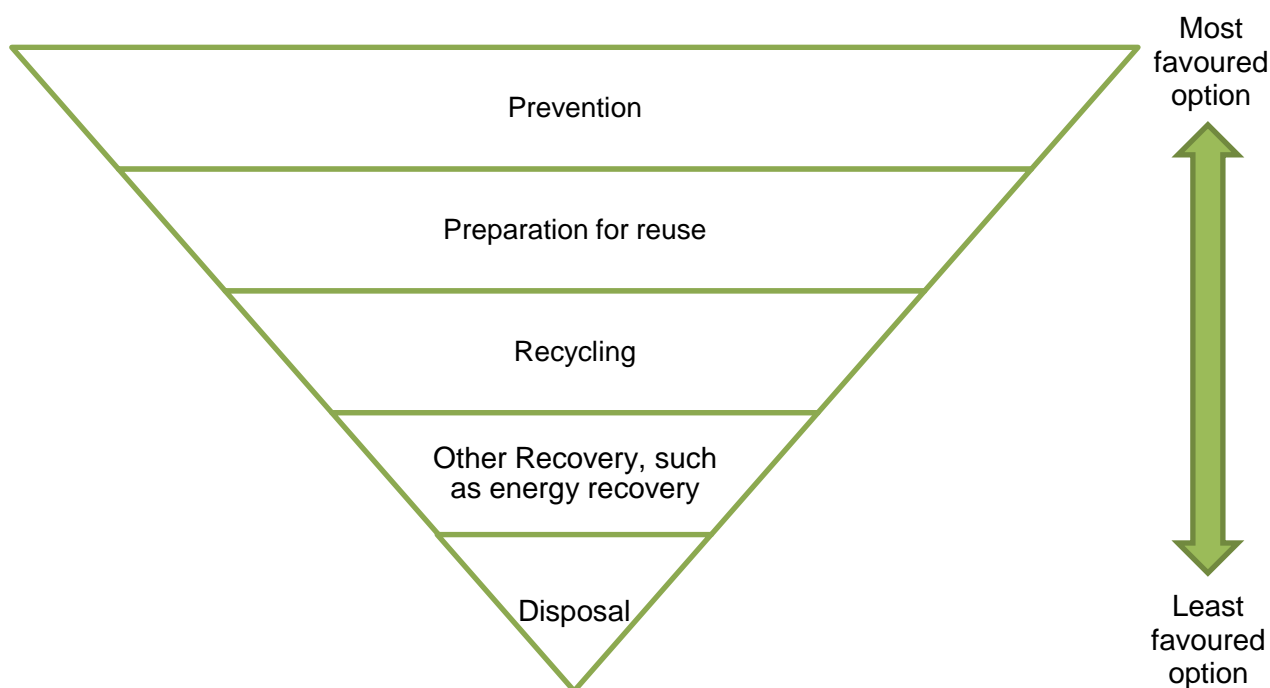 Most
favoured
option
Prevention
Preparation for reuse
Recycling
Other Recovery, such
as energy recovery
Disposal
Least
favoured
option